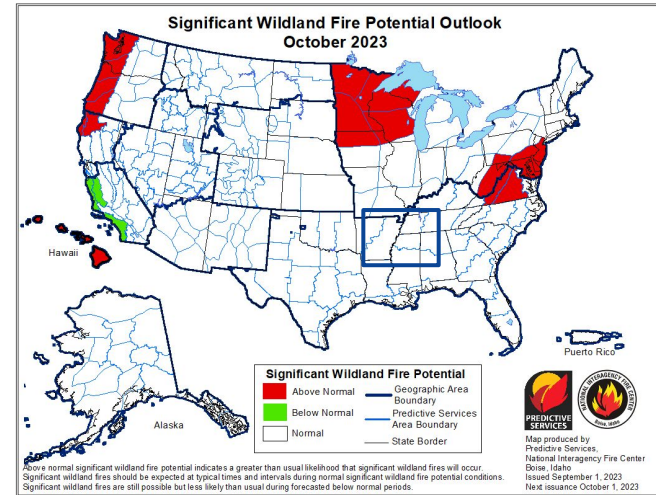 Significant Wildland Fire Potential Outlook
October 2023
Hawaii
Alaska
Puerto Rico
Significant Wildland Fire Potential
Above Normal
Below Normal
Normal
Geographic Area
Boundary
Predictive Services
Area Boundary
State Border
PREDICTIVE
SERVICES
NATIONAL INTERAGENCY FIRE CENTER
Boise, Idaho
Map produced by
Predictive Services,
National Interagency Fire Center
Boise, Idaho
Issued September 1, 2023
Next issuance October 1, 2023
Above normal significant wildland fire potential indicates a greater than usual likelihood that significant wildland fires will occur.
Significant wildland fires should be expected at typical times and intervals during normal significant wildland fire potential conditions.
Significant wildland fires are still possible but less likely than usual during forecasted below normal periods.